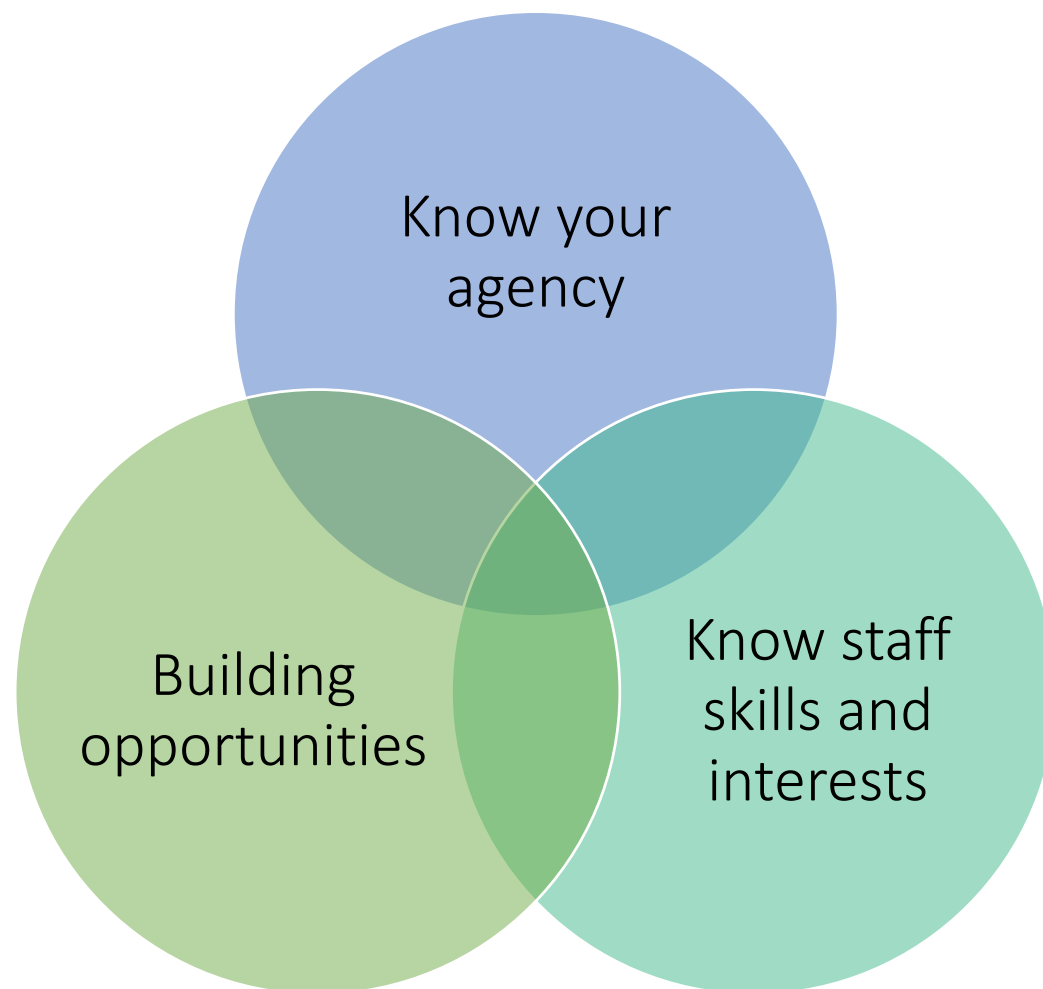 Know your
agency
Building
opportunities
Know staff
skills and
interests